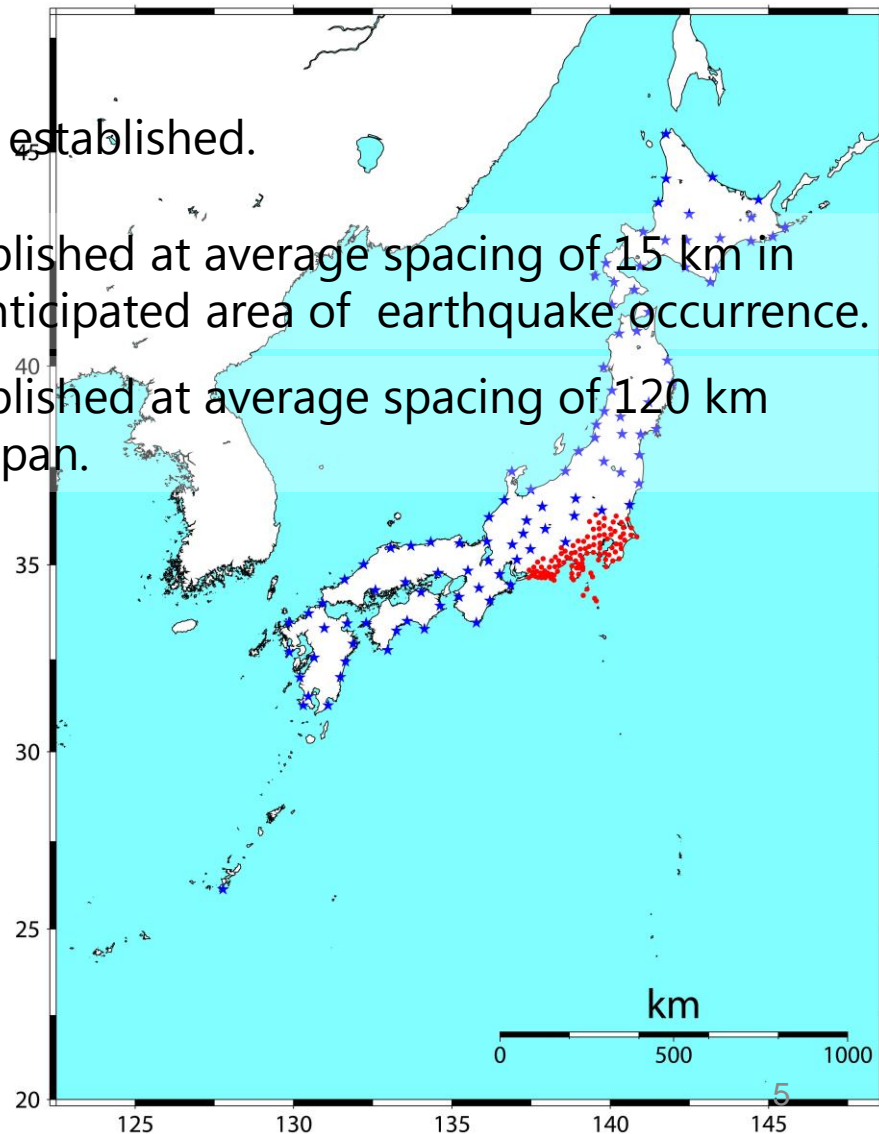 established.
45
blished at average spacing of 15 km in
nticipated area of earthquake occurrence.
40
blished at average spacing of 120 km
pan.
35
30
25
km
0 500 1000
5
20
125 130 135 140 145